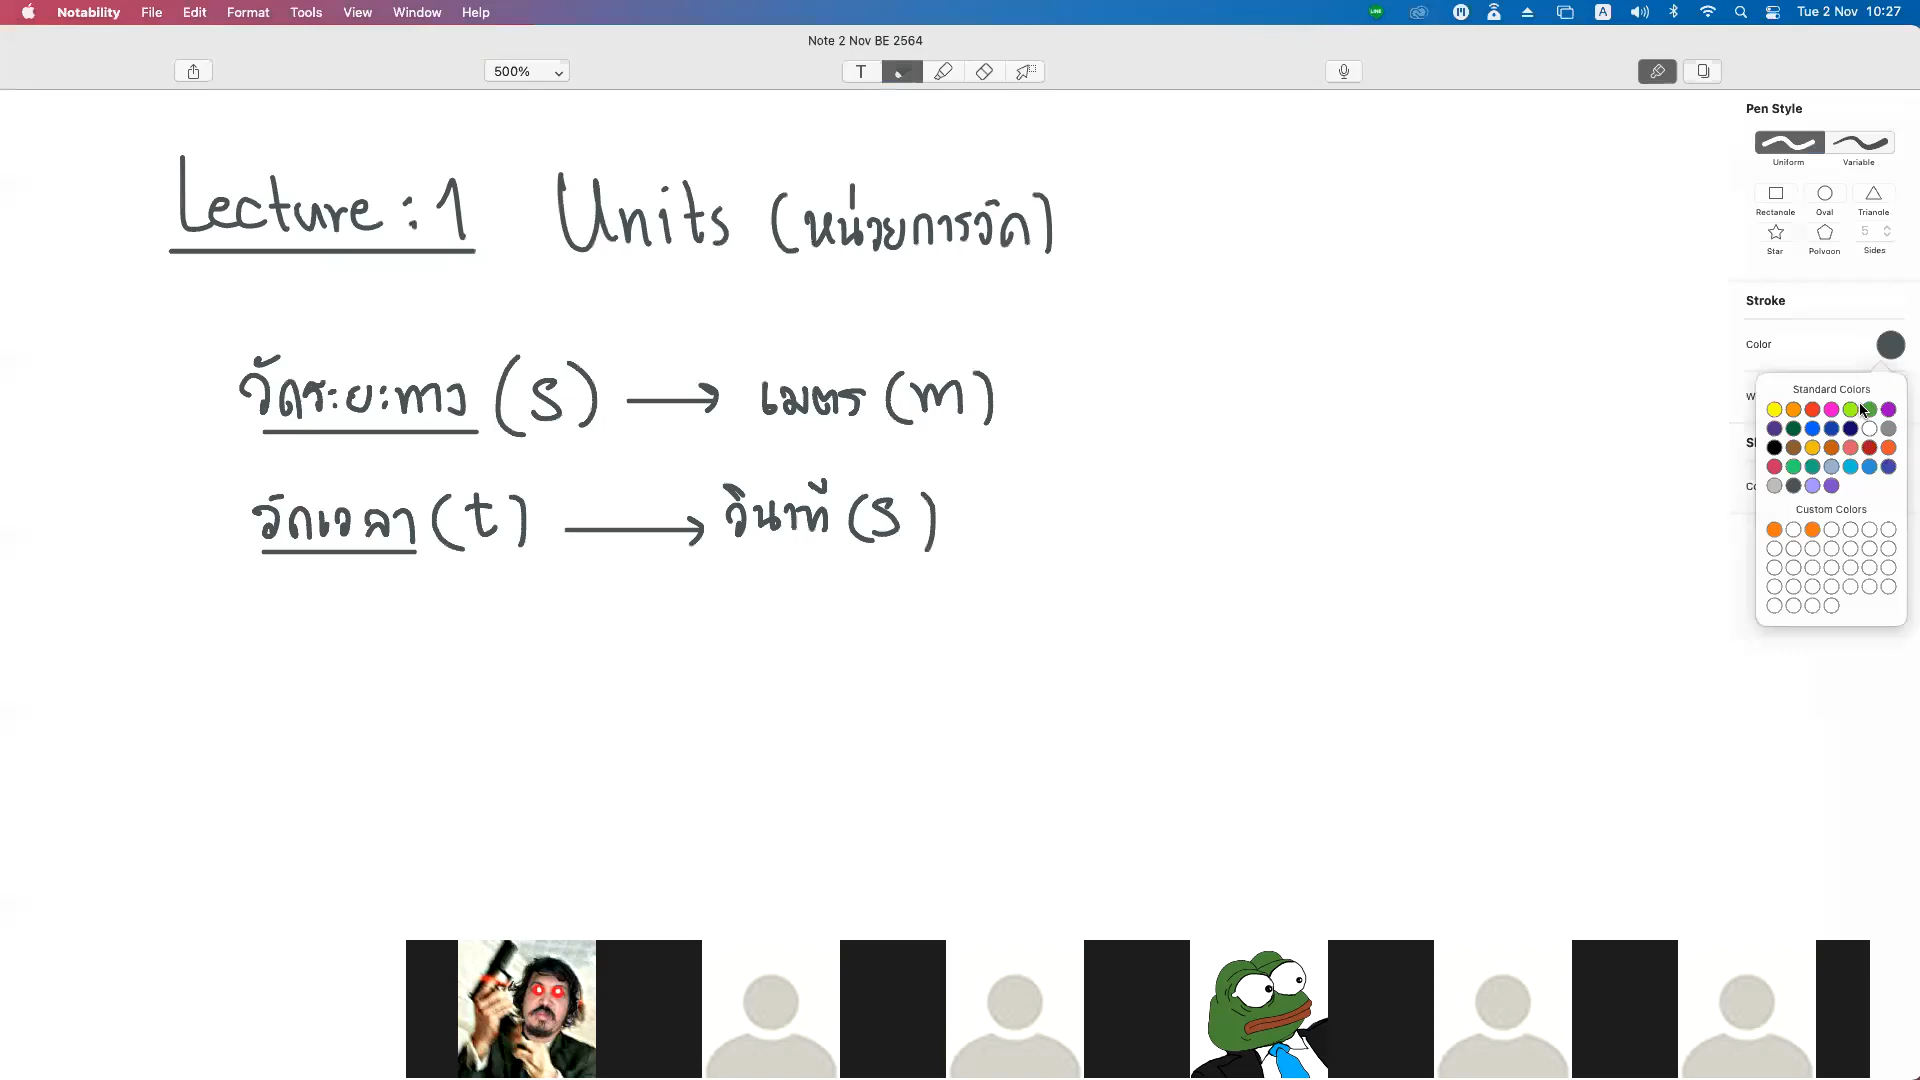 Notability File Edit Format Tools View Window Help
LINE
A
Tue 2 Nov 10:27
Note 2 Nov BE 2564
500%
T
Pen Style
Uniform Variable
Rectangle Oval Triangle
5
Star Polygon Sides
Stroke
Color
Standard Colors
Custom Colors
Lecture : 1 Units (หน่วยการวัด)
วัดระยะทาง (s) → เมตร (m)
วัดเวลา (t) → วินาที (s)